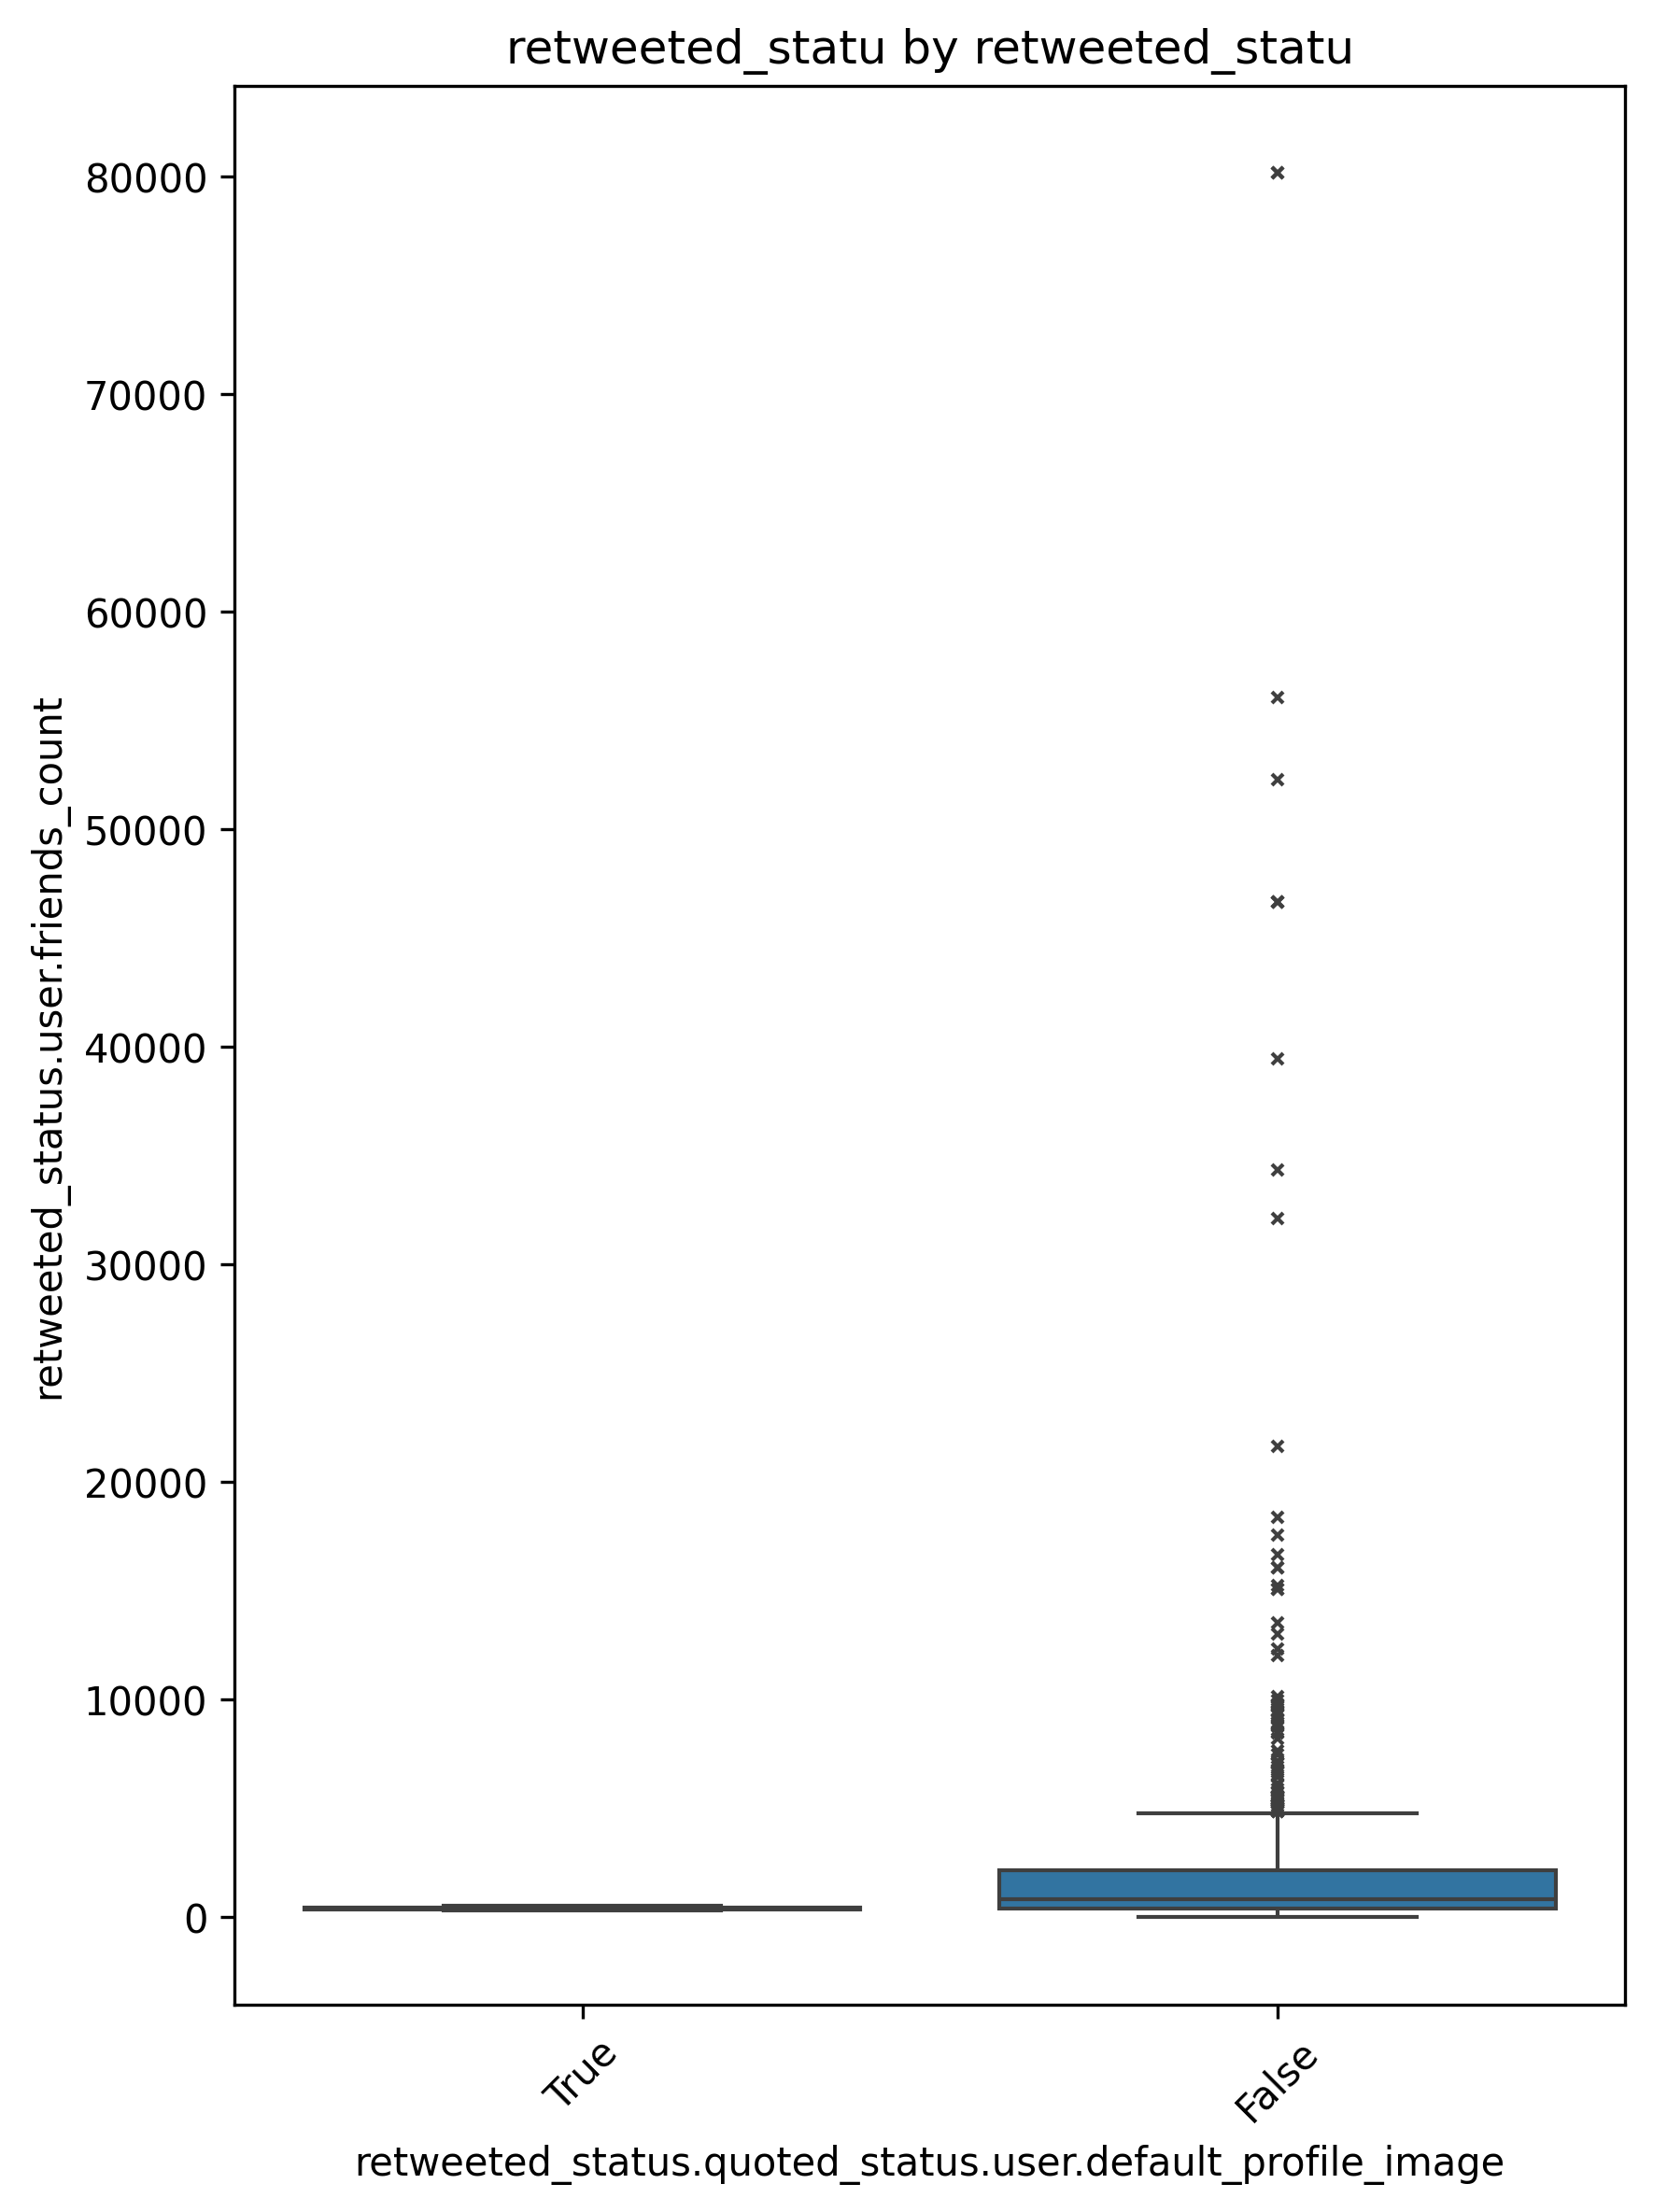 retweeted_statu by retweeted_statu
retweeted_status.user.friends_count
80000
70000
60000
50000
40000
30000
20000
10000
0
True
False
retweeted_status.quoted_status.user.default_profile_image